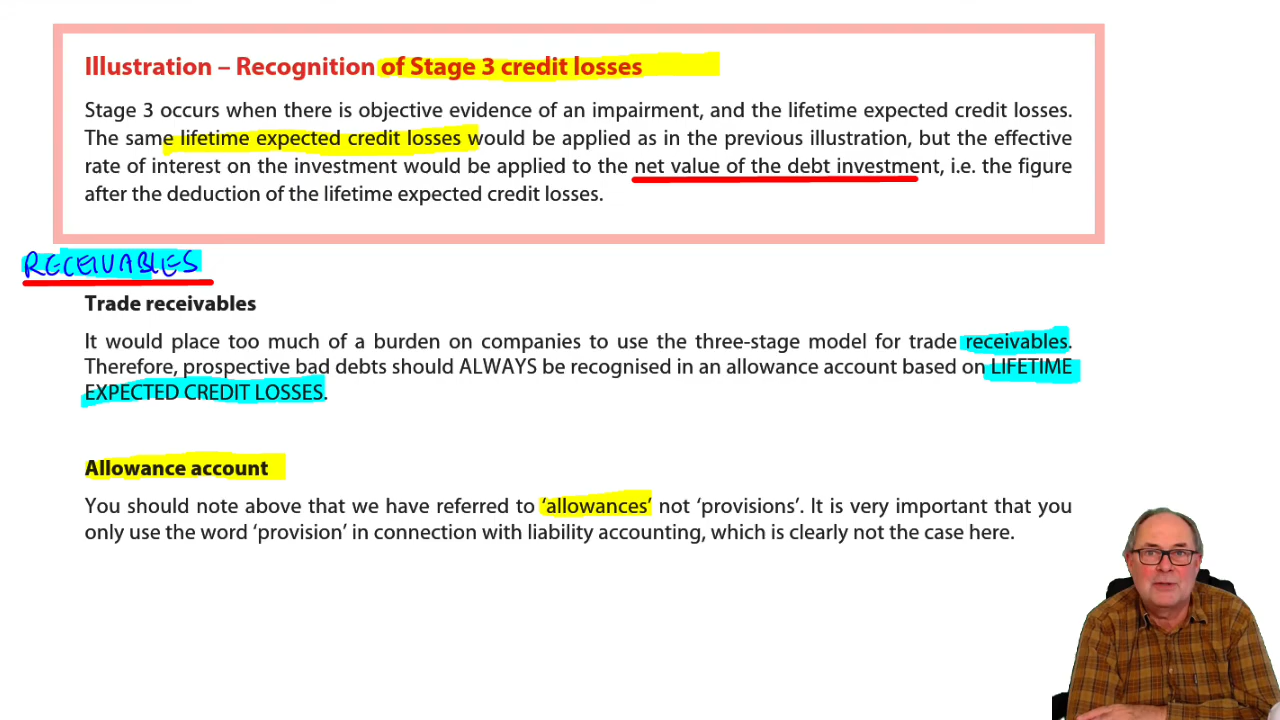 Illustration – Recognition of Stage 3 credit losses
Stage 3 occurs when there is objective evidence of an impairment, and the lifetime expected credit losses.
The same lifetime expected credit losses would be applied as in the previous illustration, but the effective
rate of interest on the investment would be applied to the net value of the debt investment, i.e. the figure
after the deduction of the lifetime expected credit losses.
RECEIVABLES
Trade receivables
It would place too much of a burden on companies to use the three-stage model for trade receivables.
Therefore, prospective bad debts should ALWAYS be recognised in an allowance account based on LIFETIME
EXPECTED CREDIT LOSSES.
Allowance account
You should note above that we have referred to ‘allowances’ not ‘provisions’. It is very important that you
only use the word ‘provision’ in connection with liability accounting, which is clearly not the case here.